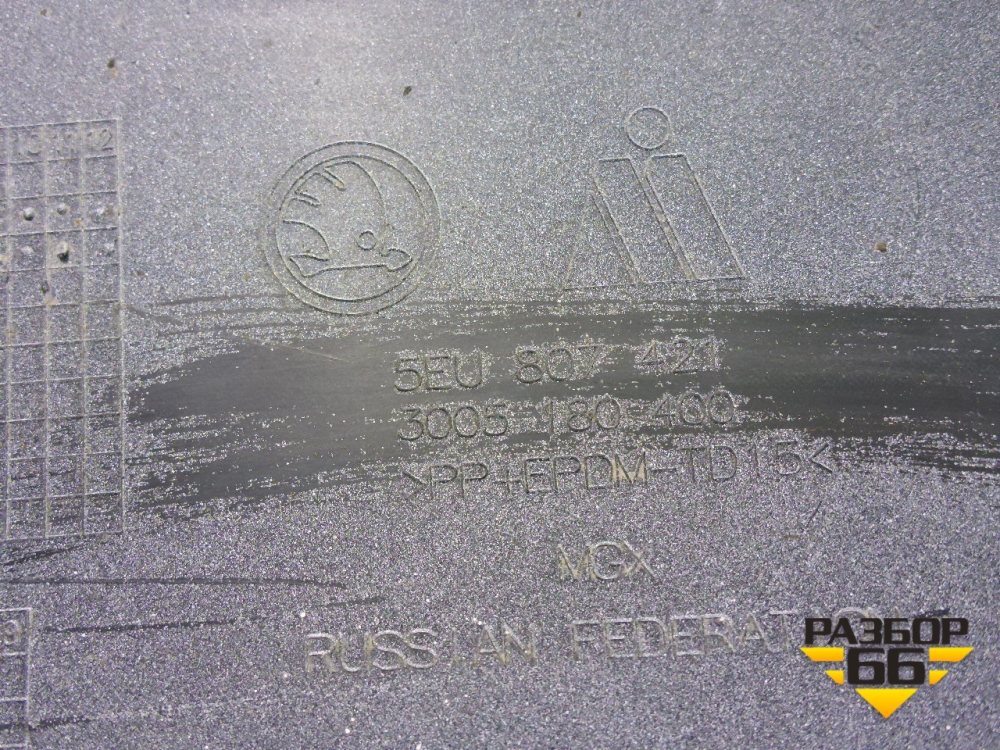 5EU 807 421
3005 180 400
>PP+EPDM-TD15<
MGX
RUSSIAN FEDERATION
РАЗБОР
66